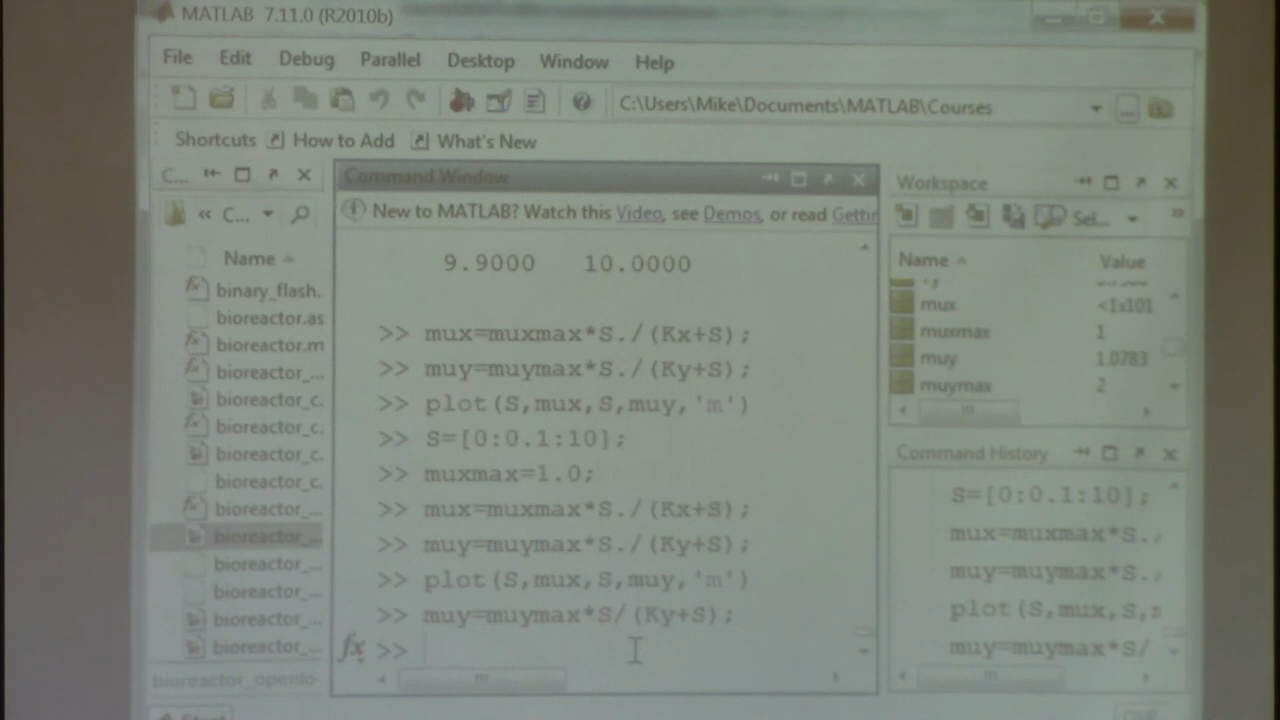 MATLAB 7.11.0 (R2010b)
File Edit Debug Parallel Desktop Window Help
C:\Users\Mike\Documents\MATLAB\Courses
Shortcuts How to Add What's New
C...
C...
Name
binary_flash.
bioreactor.as
bioreactor.m
bioreactor_...
bioreactor_c.
bioreactor_c.
bioreactor_c.
bioreactor_c.
bioreactor_...
bioreactor_...
bioreactor_...
bioreactor_...
bioreactor_...
bioreactor_...
Command Window
New to MATLAB? Watch this Video, see Demos, or read Gettin
9.9000 10.0000
>> mux=muxmax*S./(Kx+S);
>> muy=muymax*S./(Ky+S);
>> plot(S,mux,S,muy,'m')
>> S=[0:0.1:10];
>> muxmax=1.0;
>> mux=muxmax*S./(Kx+S);
>> muy=muymax*S./(Ky+S);
>> plot(S,mux,S,muy,'m')
>> muy=muymax*S/(Ky+S);
fx >>
Workspace
Sel...
Name Value
mux <1x101
muxmax 1
muy 1.0783
muymax 2
Command History
S=[0:0.1:10];
mux=muxmax*S.
muy=muymax*S.
plot(S,mux,S,
muy=muymax*S/